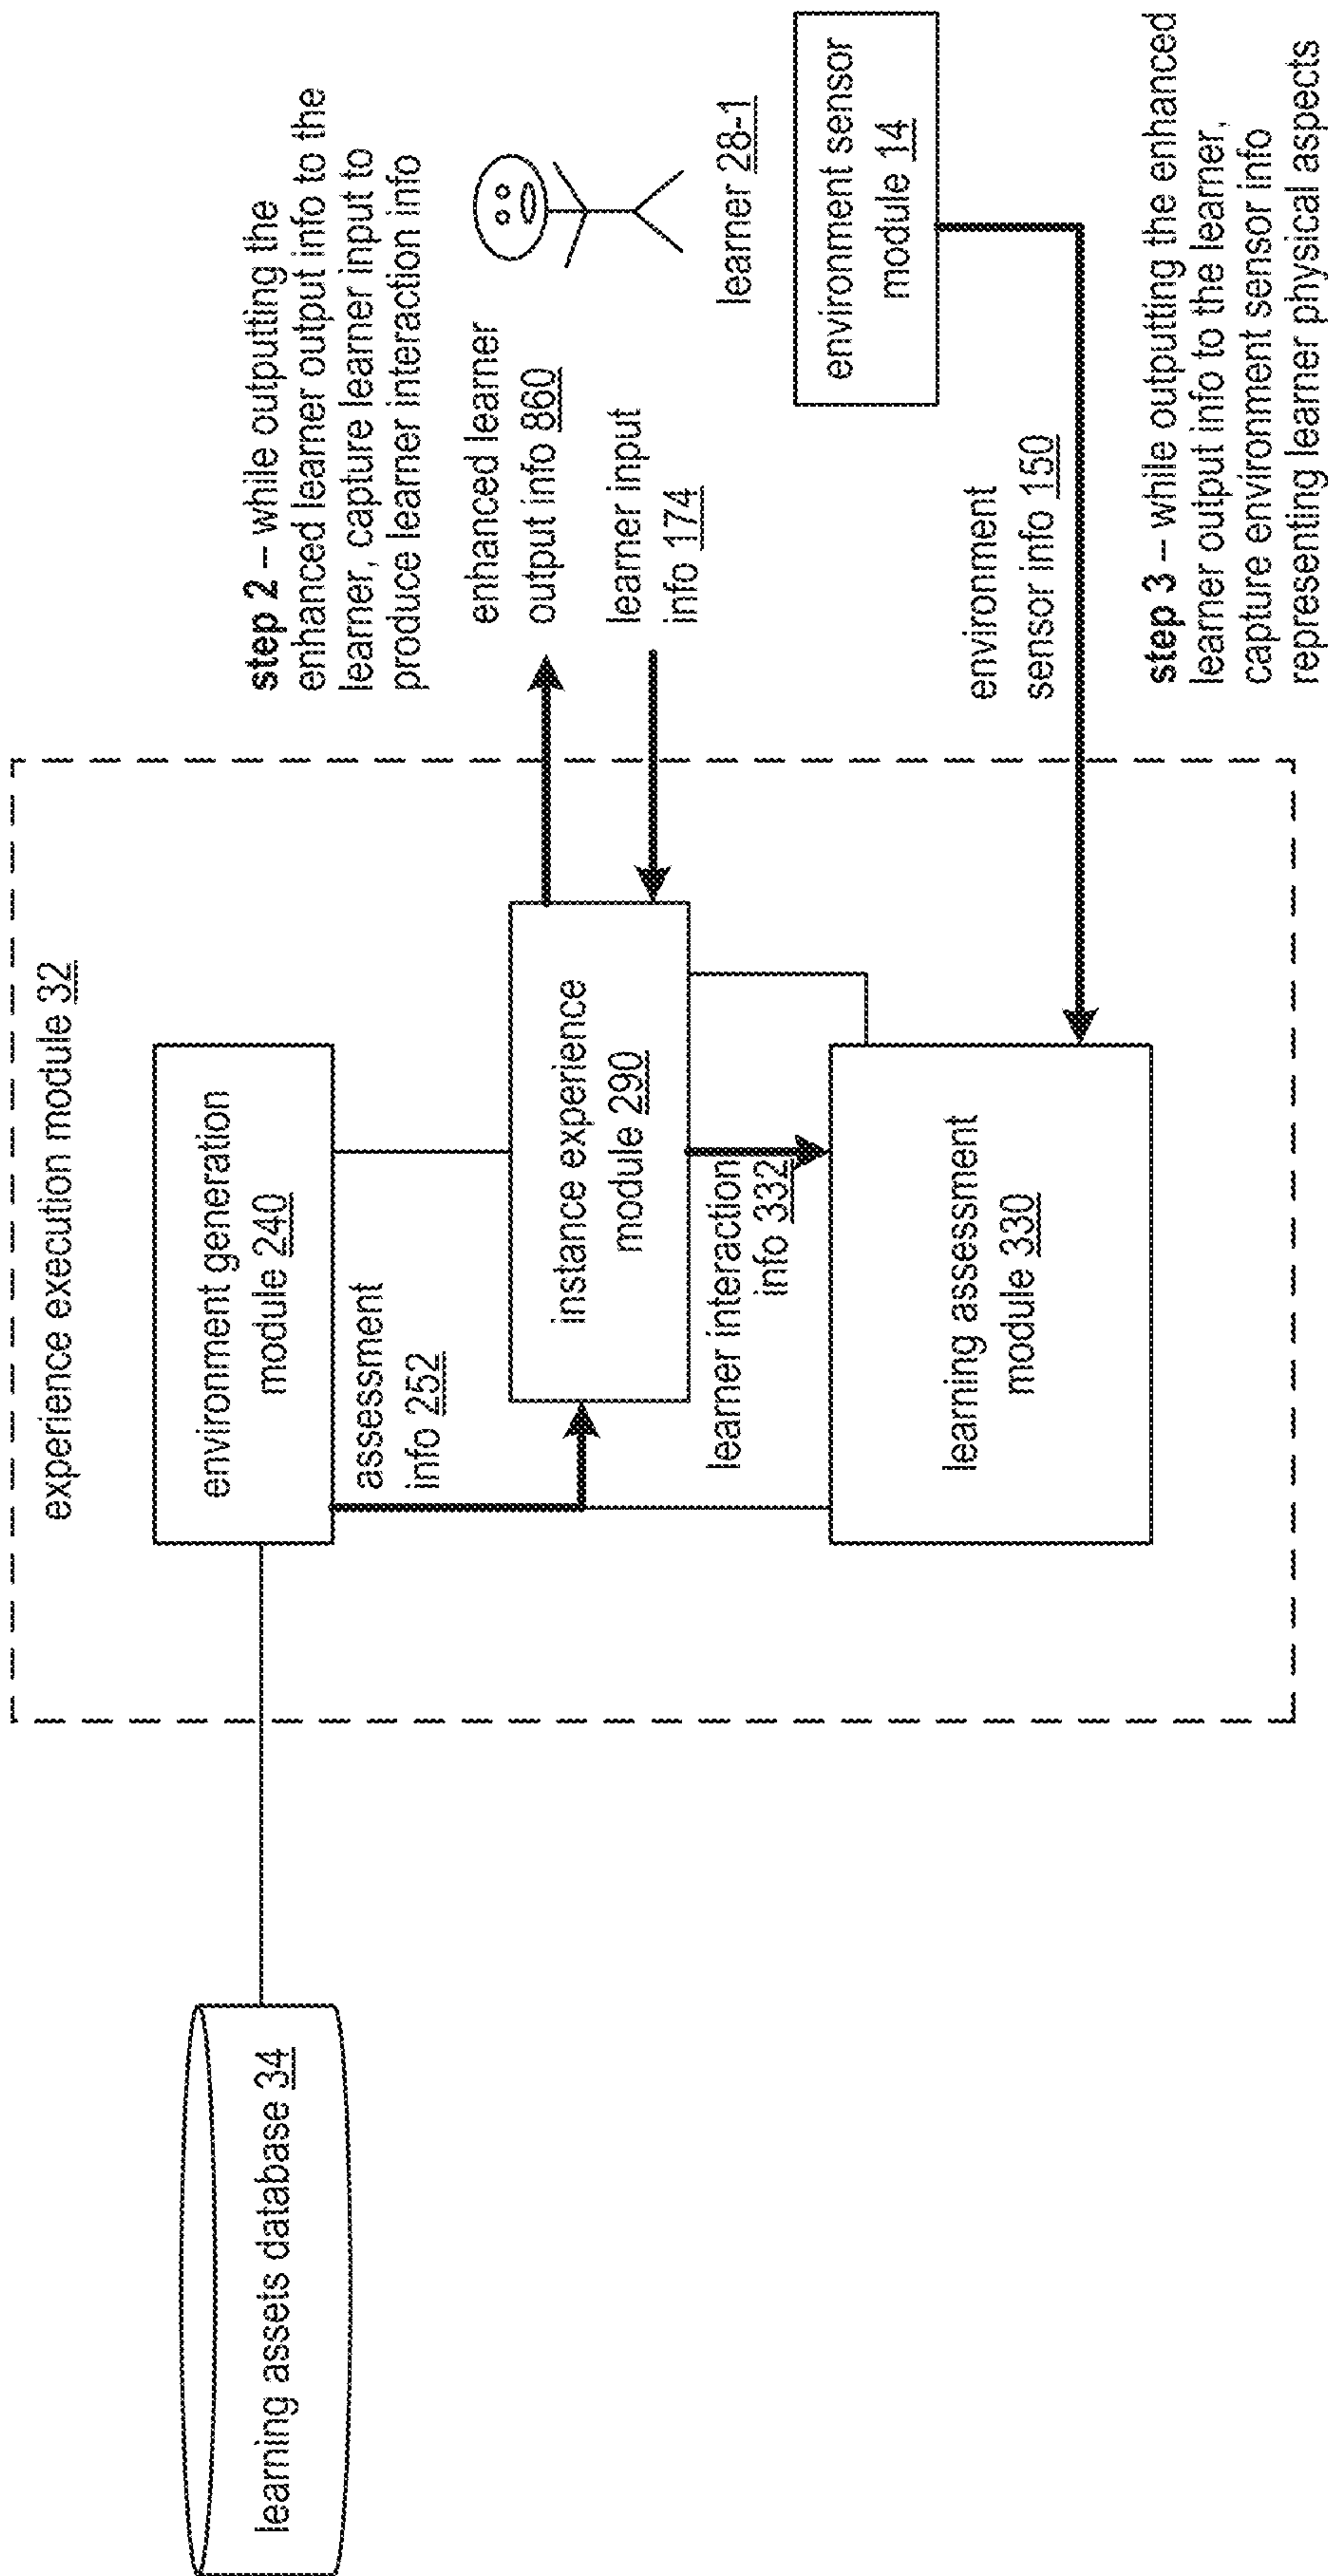 experience execution module 32
learning assets database 34
environment generation
module 240
assessment
info 252
instance experience
module 290
learner interaction
info 332
learning assessment
module 330
step 2 – while outputting the
enhanced learner output info to the
learner, capture learner input to
produce learner interaction info
enhanced learner
output info 860
learner input
info 174
learner 28-1
environment sensor
module 14
environment
sensor info 150
step 3 – while outputting the enhanced
learner output info to the learner,
capture environment sensor info
representing learner physical aspects